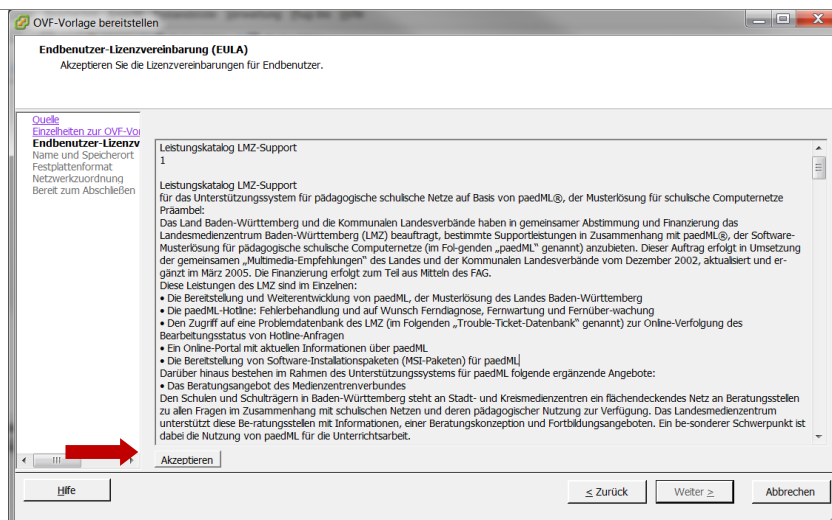 OVF-Vorlage bereitstellen
Endbenutzer-Lizenzvereinbarung (EULA)
Akzeptieren Sie die Lizenzvereinbarungen für Endbenutzer.
Quelle
Einzelheiten zur OVF-Vor
Endbenutzer-Lizenzv
Name und Speicherort
Festplattenformat
Netzwerkzuordnung
Bereit zum Abschließen
Leistungskatalog LMZ-Support
1
Leistungskatalog LMZ-Support
für das Unterstützungssystem für pädagogische schulische Netze auf Basis von paedML®, der Musterlösung für schulische Computernetze
Präambel:
Das Land Baden-Württemberg und die Kommunalen Landesverbände haben in gemeinsamer Abstimmung und Finanzierung das
Landesmedienzentrum Baden-Württemberg (LMZ) beauftragt, bestimmte Supportleistungen in Zusammenhang mit paedML®, der Software-
Musterlösung für pädagogische schulische Computernetze (im Fol-genden „paedML" genannt) anzubieten. Dieser Auftrag erfolgt in Umsetzung
der gemeinsamen „Multimedia-Empfehlungen" des Landes und der Kommunalen Landesverbände vom Dezember 2002, aktualisiert und er-
gänzt im März 2005. Die Finanzierung erfolgt zum Teil aus Mitteln des FAG.
Diese Leistungen des LMZ sind im Einzelnen:
• Die Bereitstellung und Weiterentwicklung von paedML, der Musterlösung des Landes Baden-Württemberg
• Die paedML-Hotline: Fehlerbehandlung und auf Wunsch Ferndiagnose, Fernwartung und Fernüber-wachung
• Den Zugriff auf eine Problemdatenbank des LMZ (im Folgenden „Trouble-Ticket-Datenbank" genannt) zur Online-Verfolgung des
Bearbeitungsstatus von Hotline-Anfragen
• Ein Online-Portal mit aktuellen Informationen über paedML
• Die Bereitstellung von Software-Installationspaketen (MSI-Paketen) für paedML
Darüber hinaus bestehen im Rahmen des Unterstützungssystems für paedML folgende ergänzende Angebote:
• Das Beratungsangebot des Medienzentrenverbundes
Den Schulen und Schulträgern in Baden-Württemberg steht an Stadt- und Kreismedienzentren ein flächendeckendes Netz an Beratungsstellen
zu allen Fragen im Zusammenhang mit schulischen Netzen und deren pädagogischer Nutzung zur Verfügung. Das Landesmedienzentrum
unterstützt diese Be-ratungsstellen mit Informationen, einer Beratungskonzeption und Fortbildungsangeboten. Ein be-sonderer Schwerpunkt ist
dabei die Nutzung von paedML für die Unterrichtsarbeit.
Akzeptieren
Hilfe
≤ Zurück
Weiter ≥
Abbrechen